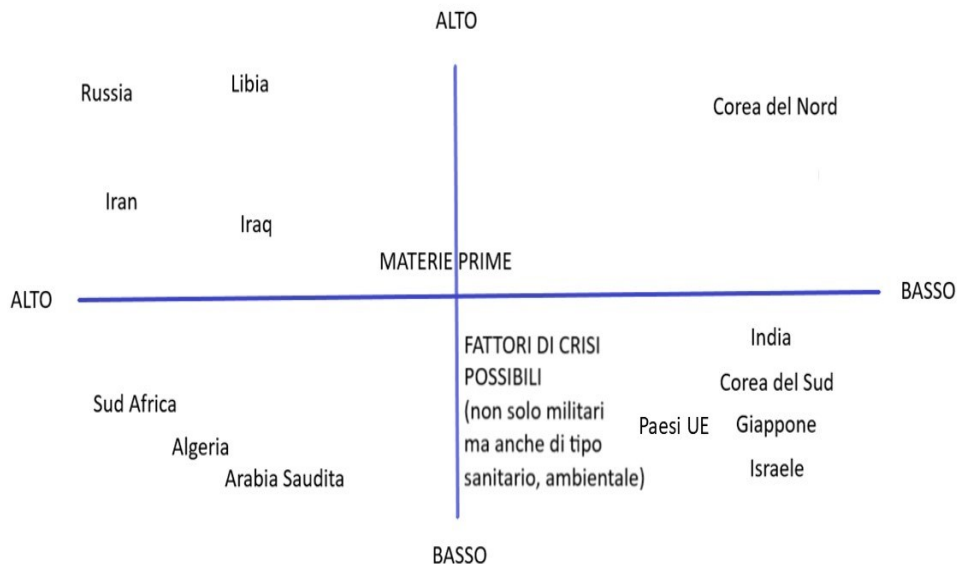 ALTO
Russia
Libia
Corea del Nord
Iran
Iraq
MATERIE PRIME
ALTO
BASSO
FATTORI DI CRISI
POSSIBILI
(non solo militari
ma anche di tipo
sanitario, ambientale)
India
Corea del Sud
Paesi UE
Giappone
Israele
Sud Africa
Algeria
Arabia Saudita
BASSO